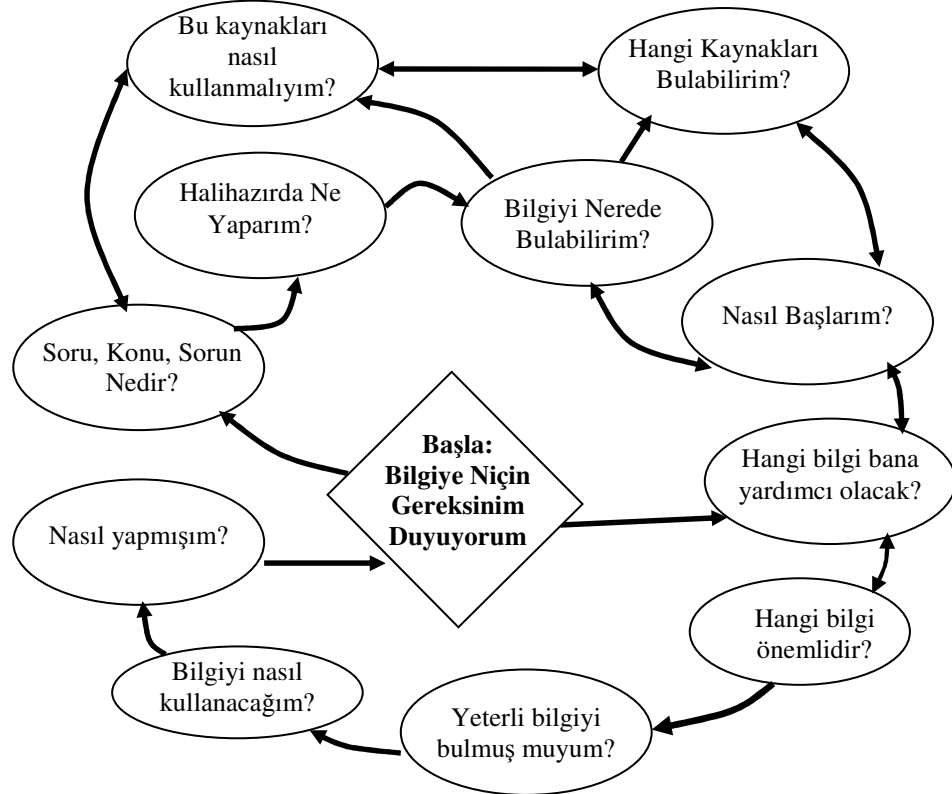 Bu kaynakları
nasıl
kullanmalıyım?
Hangi Kaynakları
Bulabilirim?
Halihazırda Ne
Yaparım?
Bilgiyi Nerede
Bulabilirim?
Nasıl Başlarım?
Soru, Konu, Sorun
Nedir?
Başla:
Bilgiye Niçin
Gereksinim
Duyuyorum
Hangi bilgi bana
yardımcı olacak?
Nasıl yapmışım?
Hangi bilgi
önemlidir?
Bilgiyi nasıl
kullanacağım?
Yeterli bilgiyi
bulmuş muyum?